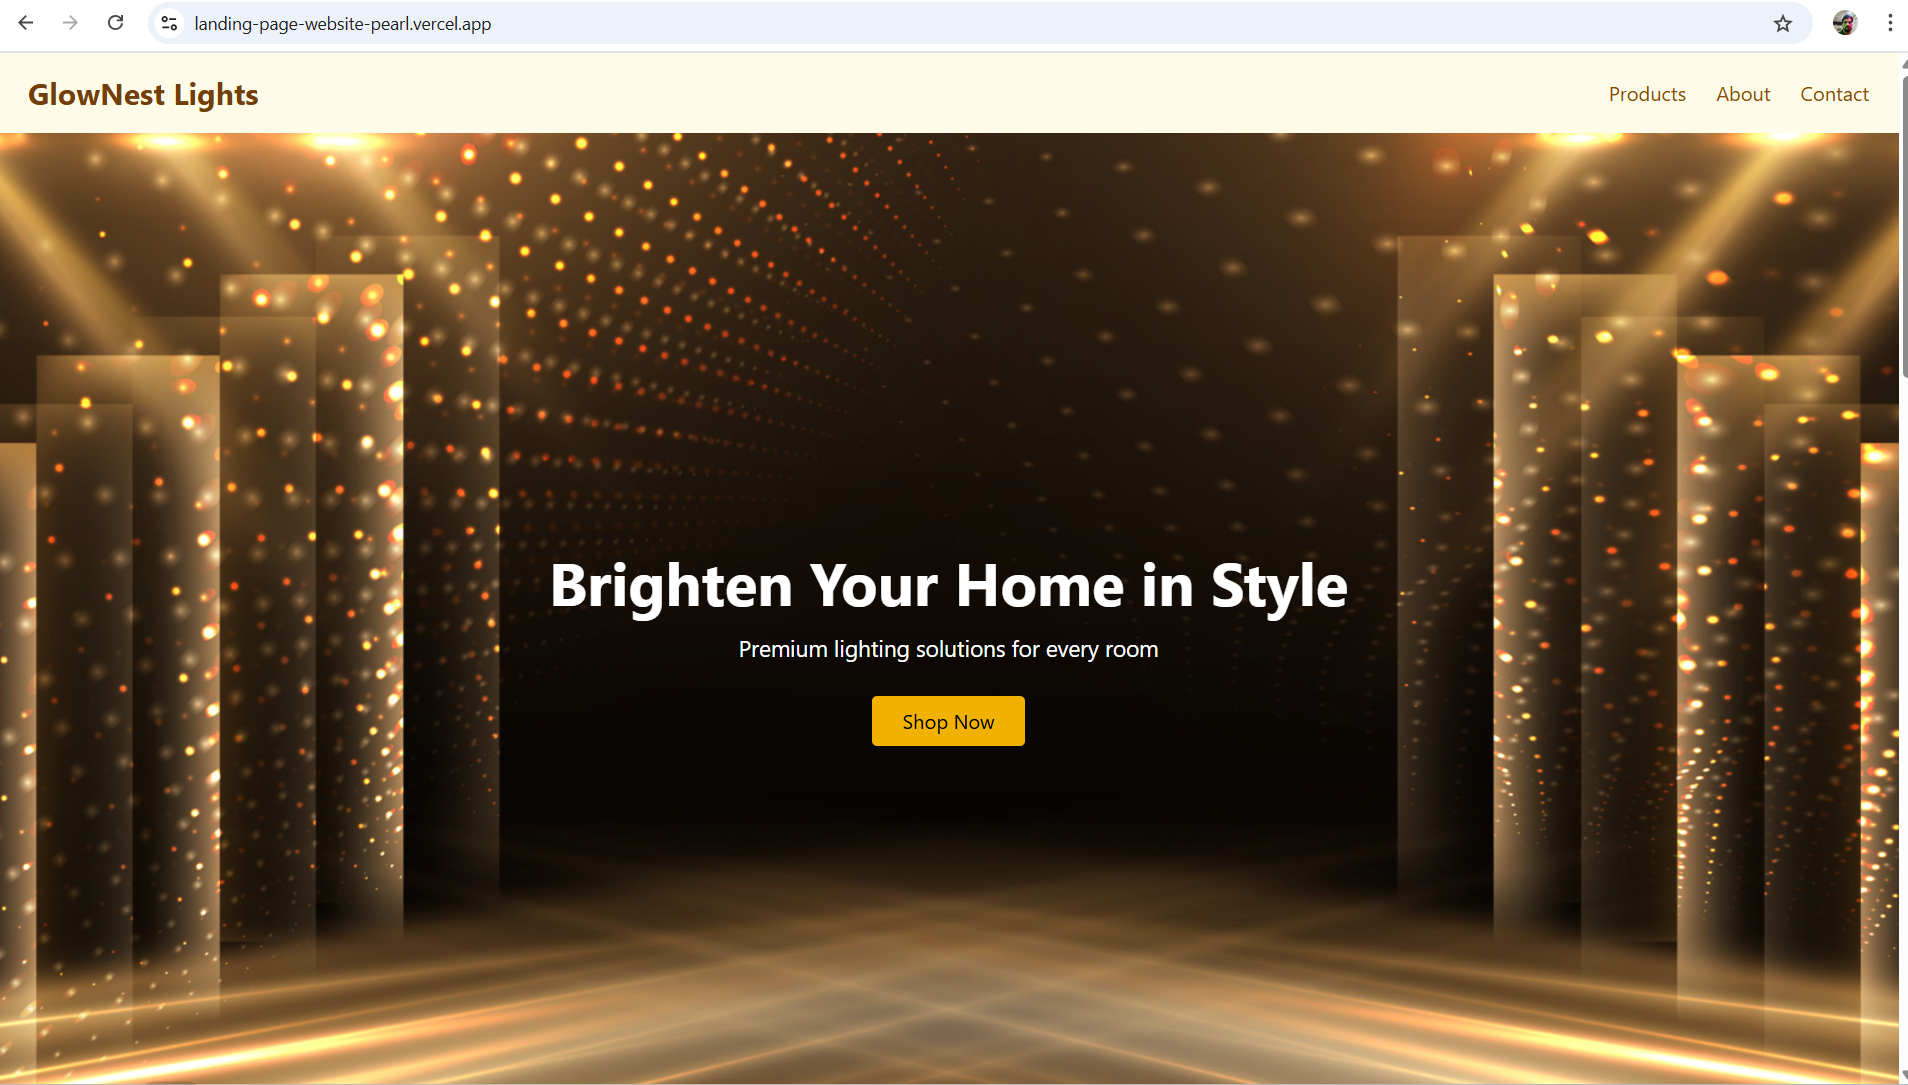 landing-page-website-pearl.vercel.app
GlowNest Lights
Products About Contact
Brighten Your Home in Style
Premium lighting solutions for every room
Shop Now